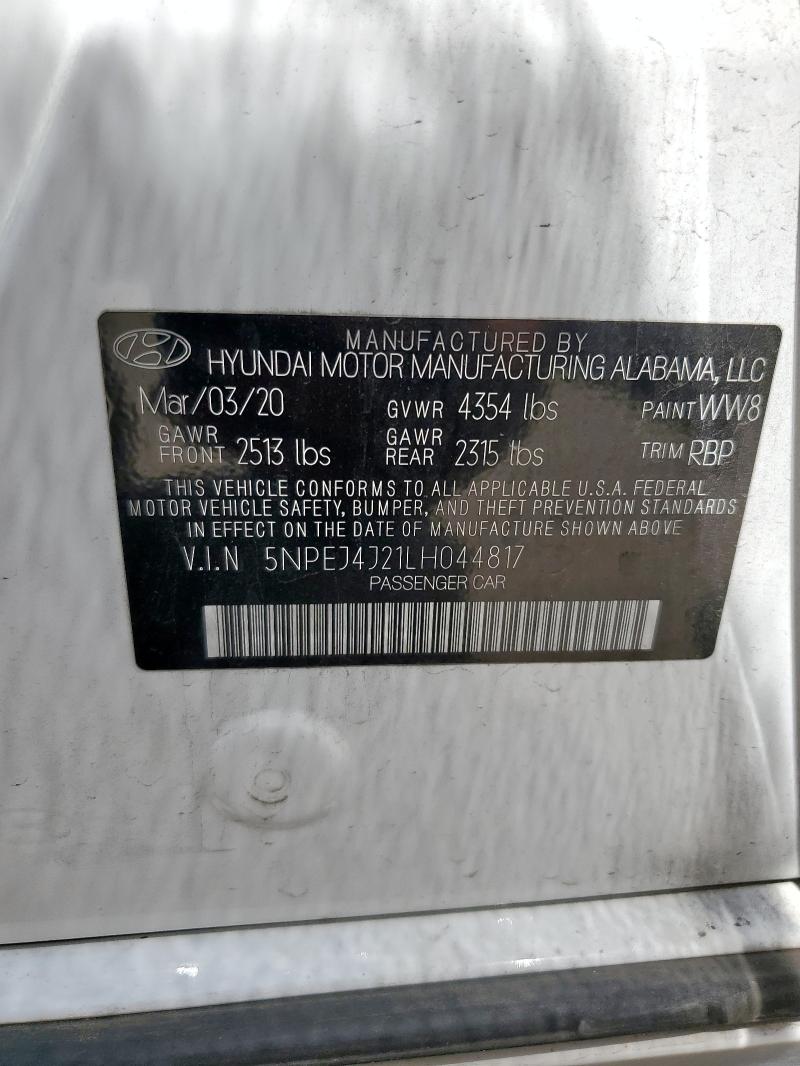 MANUFACTURED BY
HYUNDAI MOTOR MANUFACTURING ALABAMA, LLC
Mar/03/20 GVWR 4354 lbs PAINT WW8
GAWR FRONT 2513 lbs GAWR REAR 2315 lbs TRIM RBP
THIS VEHICLE CONFORMS TO ALL APPLICABLE U.S.A. FEDERAL
MOTOR VEHICLE SAFETY, BUMPER, AND THEFT PREVENTION STANDARDS
IN EFFECT ON THE DATE OF MANUFACTURE SHOWN ABOVE
V.I.N 5NPEJ4J21LH044817
PASSENGER CAR